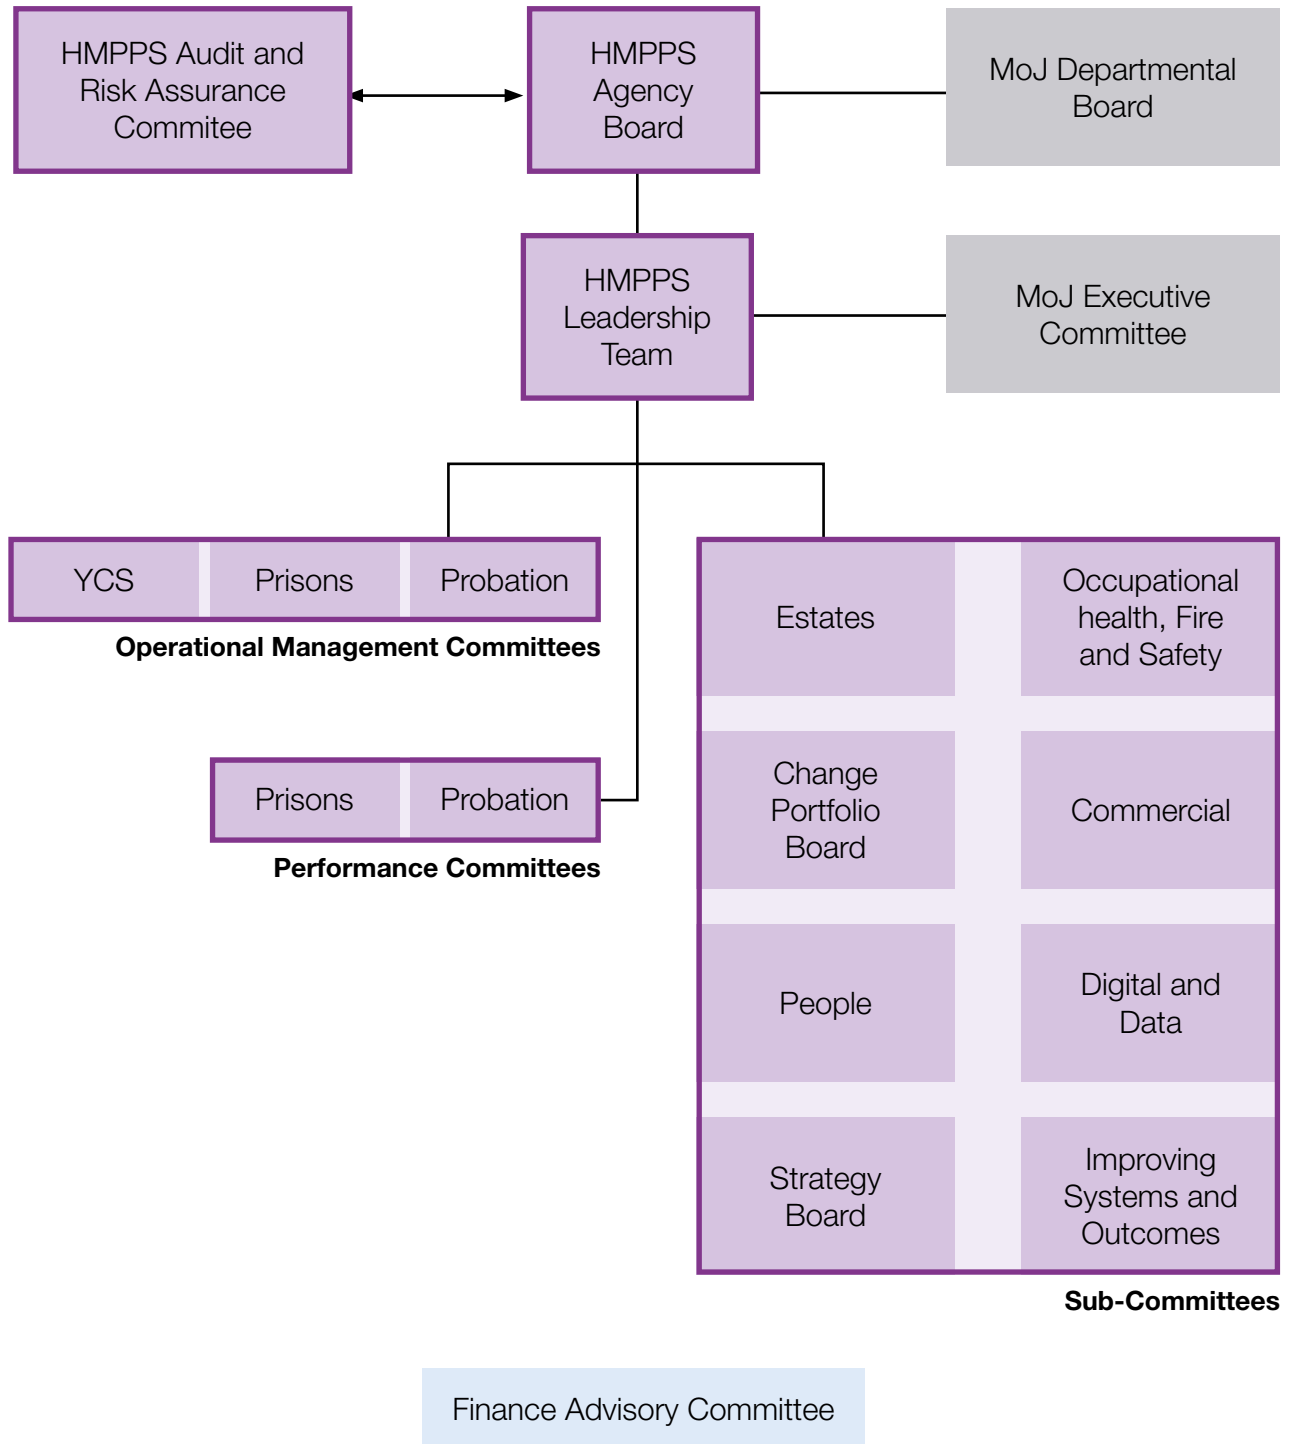 HMPPS Audit and
Risk Assurance
Commitee
HMPPS
Agency
Board
MoJ Departmental
Board
HMPPS
Leadership
Team
MoJ Executive
Committee
YCS
Prisons
Probation
Operational Management Committees
Prisons
Probation
Performance Committees
Estates
Occupational
health, Fire
and Safety
Change
Portfolio
Board
Commercial
People
Digital and
Data
Strategy
Board
Improving
Systems and
Outcomes
Sub-Committees
Finance Advisory Committee